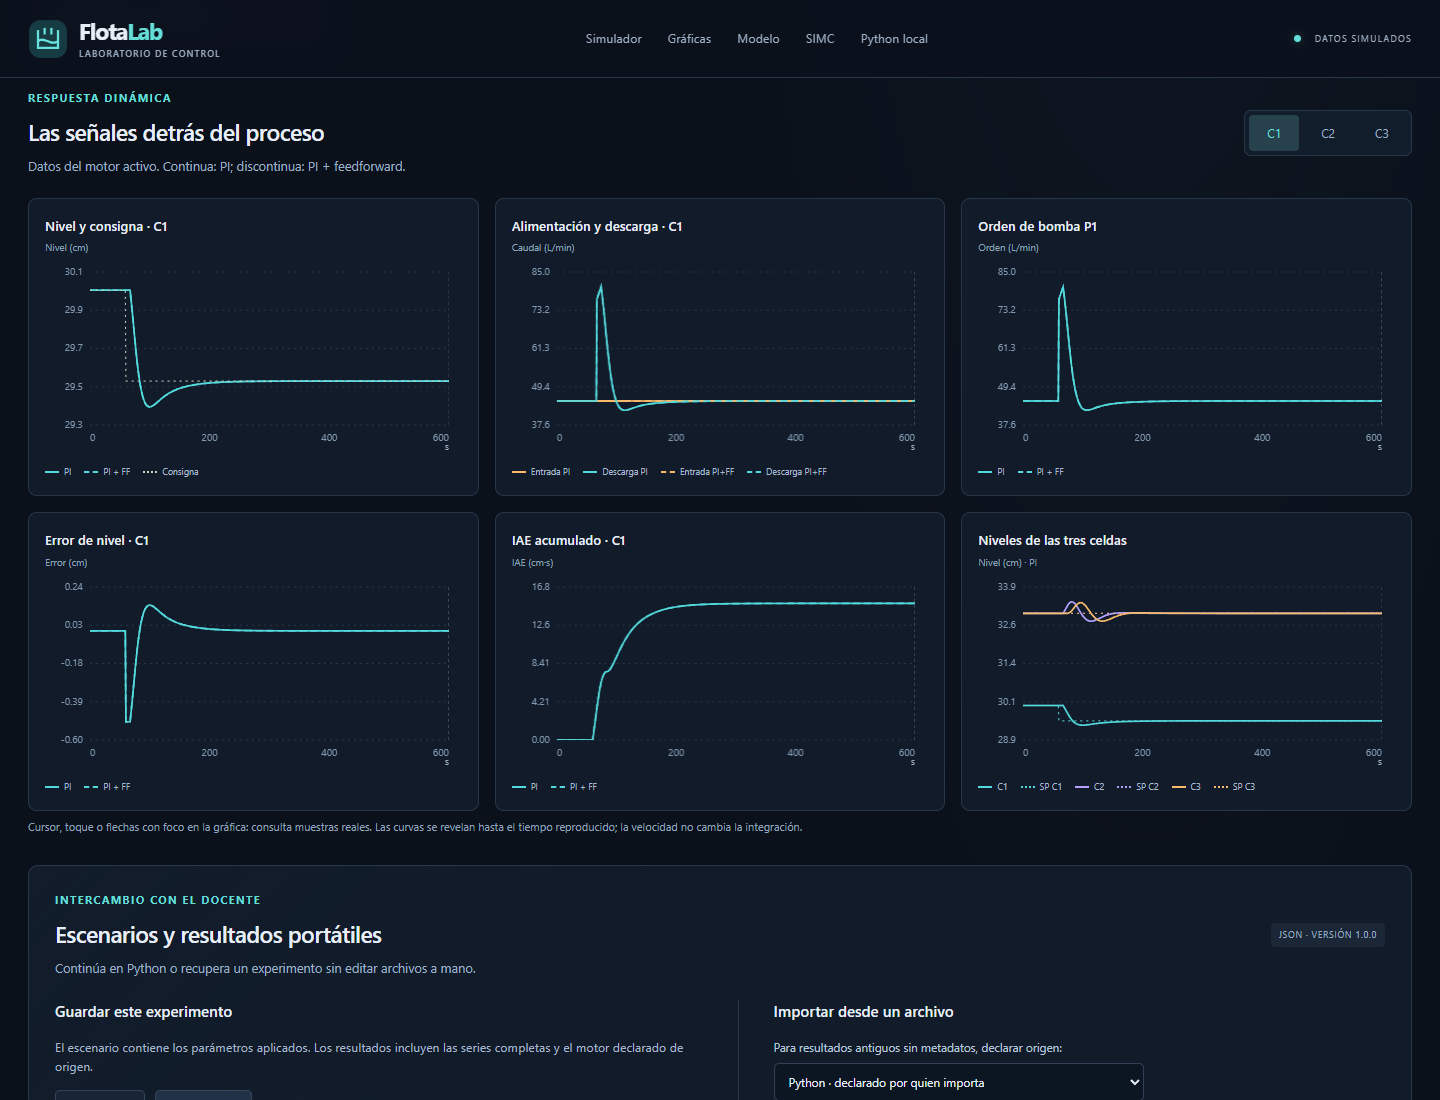 FlotaLab
LABORATORIO DE CONTROL
Simulador
Gráficas
Modelo
SIMC
Python local
DATOS SIMULADOS
RESPUESTA DINÁMICA
Las señales detrás del proceso
Datos del motor activo. Continua: PI; discontinua: PI + feedforward.
C1 C2 C3
Nivel y consigna · C1
Nivel (cm)
30.1
29.9
29.7
29.5
29.3
0 200 400 600
s
PI PI + FF Consigna
Alimentación y descarga · C1
Caudal (L/min)
85.0
73.2
61.3
49.4
37.6
0 200 400 600
s
Entrada PI Descarga PI Entrada PI+FF Descarga PI+FF
Orden de bomba P1
Orden (L/min)
85.0
73.2
61.3
49.4
37.6
0 200 400 600
s
PI PI + FF
Error de nivel · C1
Error (cm)
0.24
0.03
-0.18
-0.39
-0.60
0 200 400 600
s
PI PI + FF
IAE acumulado · C1
IAE (cm·s)
16.8
12.6
8.41
4.21
0.00
0 200 400 600
s
PI PI + FF
Niveles de las tres celdas
Nivel (cm) · PI
33.9
32.6
31.4
30.1
28.9
0 200 400 600
s
C1 SP C1 C2 SP C2 C3 SP C3
Cursor, toque o flechas con foco en la gráfica: consulta muestras reales. Las curvas se revelan hasta el tiempo reproducido; la velocidad no cambia la integración.
INTERCAMBIO CON EL DOCENTE
Escenarios y resultados portátiles
JSON · VERSIÓN 1.0.0
Continúa en Python o recupera un experimento sin editar archivos a mano.
Guardar este experimento
El escenario contiene los parámetros aplicados. Los resultados incluyen las series completas y el motor declarado de
origen.
Importar desde un archivo
Para resultados antiguos sin metadatos, declarar origen:
Python · declarado por quien importa